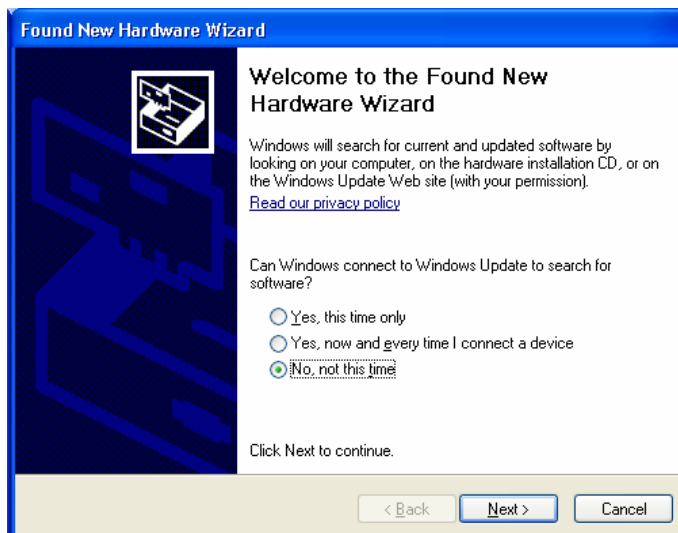 Found New Hardware Wizard
Welcome to the Found New
Hardware Wizard
Windows will search for current and updated software by
looking on your computer, on the hardware installation CD, or on
the Windows Update Web site (with your permission).
Read our privacy policy
Can Windows connect to Windows Update to search for
software?
Yes, this time only
Yes, now and every time I connect a device
No, not this time
Click Next to continue.
< Back
Next >
Cancel